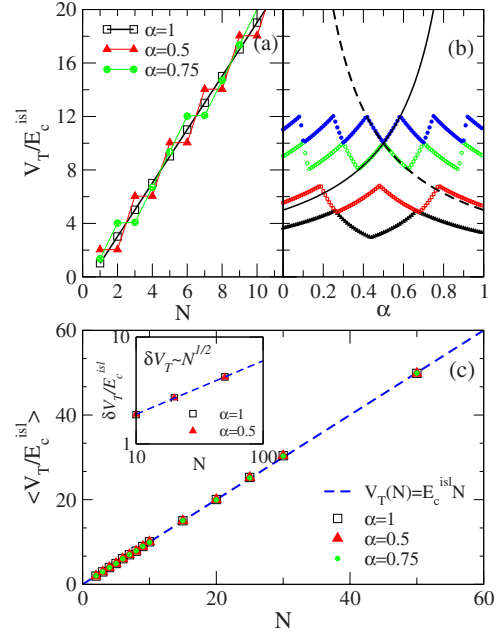 V_T/E_c^isl
20
16
12
8
4
0
α=1
α=0.5
α=0.75
(a)
(b)
0 2 4 6 8 10
N
0 0.2 0.4 0.6 0.8 1
α
<V_T/E_c^isl>
60
40
20
0
(c)
δV_T~N^1/2
δV_T/E_c^isl
10
1
α=1
α=0.5
10 N 100
V_T(N)=E_c^isl N
α=1
α=0.5
α=0.75
0 20 40 60
N